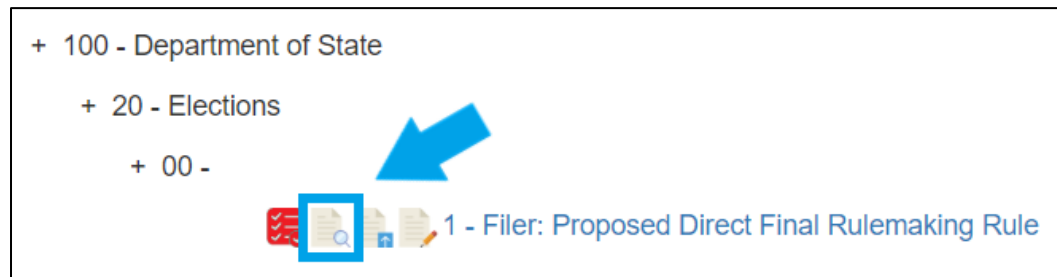 + 100 - Department of State
+ 20 - Elections
+ 00 -
1 - Filer: Proposed Direct Final Rulemaking Rule